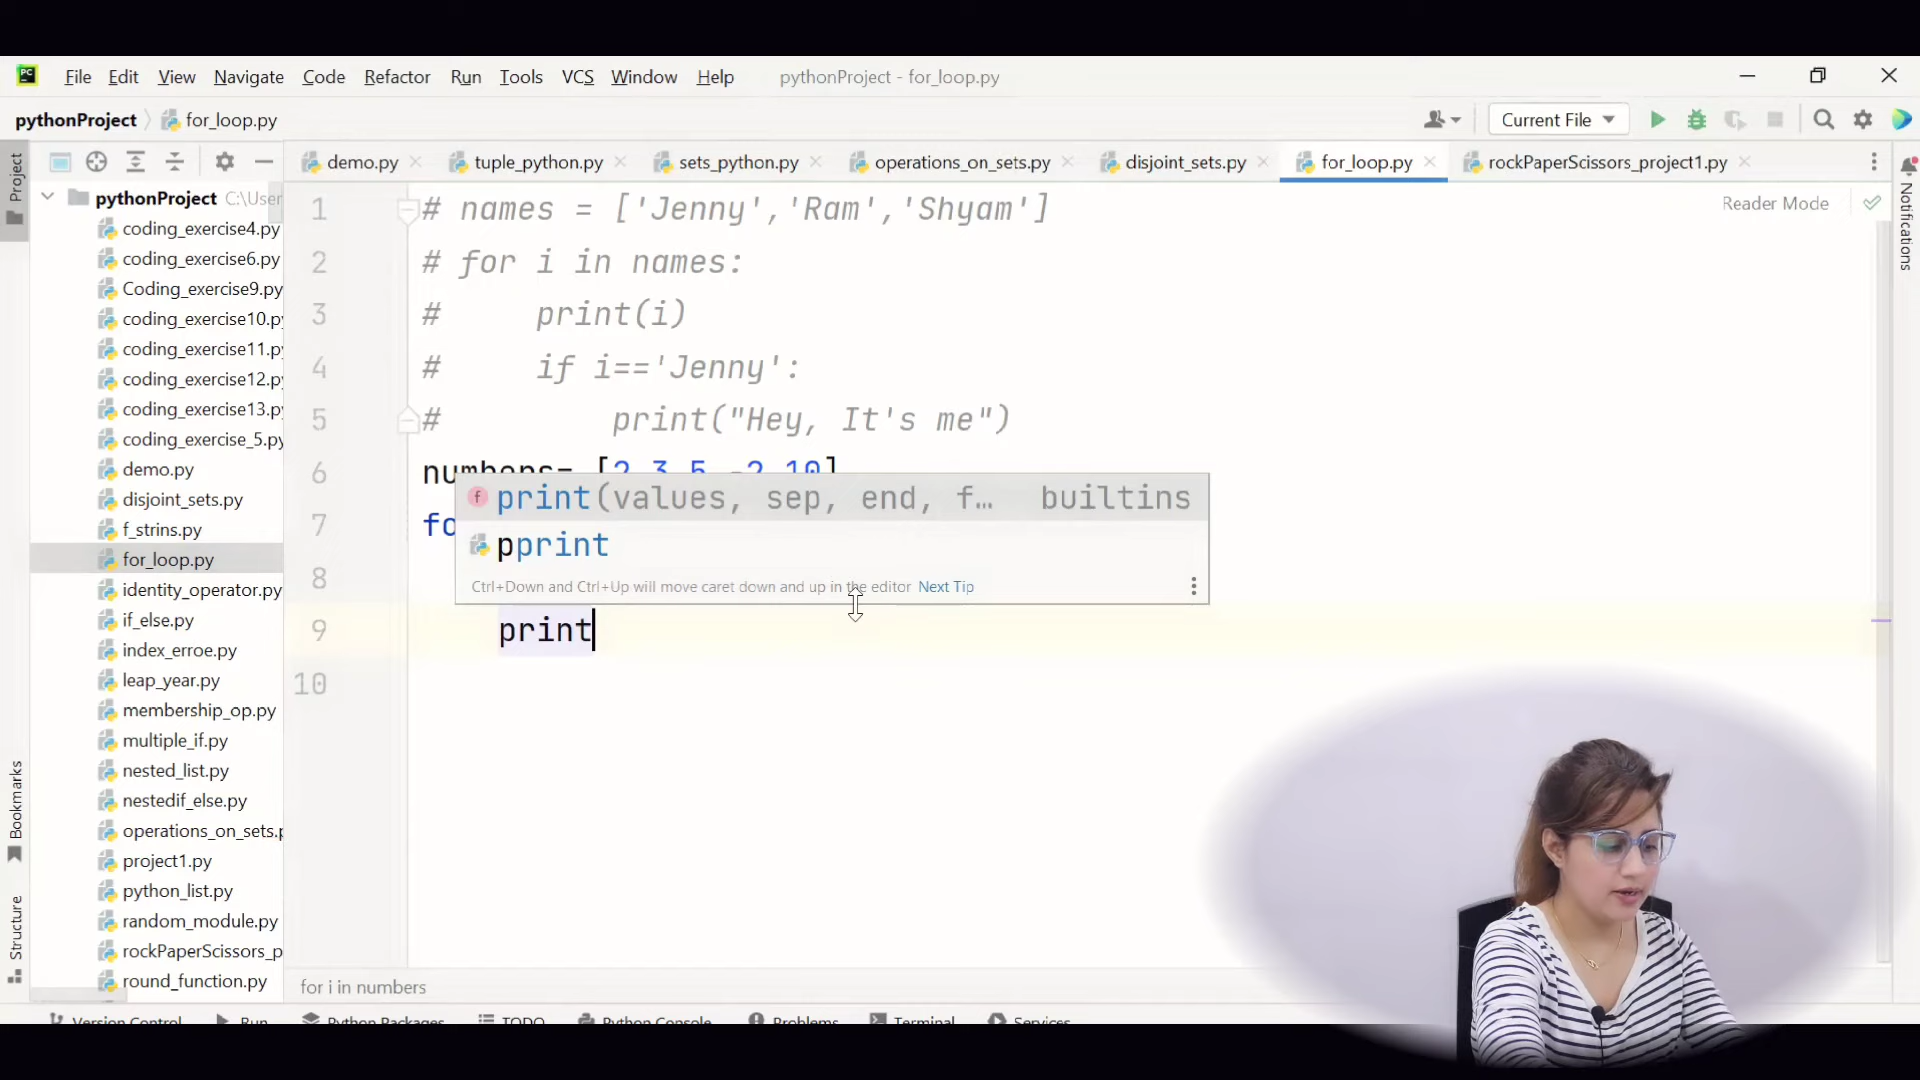 PC File Edit View Navigate Code Refactor Run Tools VCS Window Help pythonProject - for_loop.py
pythonProject for_loop.py Current File
demo.py tuple_python.py sets_python.py operations_on_sets.py disjoint_sets.py for_loop.py rockPaperScissors_project1.py
Project
pythonProject C:\User
coding_exercise4.py
coding_exercise6.py
Coding_exercise9.py
coding_exercise10.py
coding_exercise11.py
coding_exercise12.py
coding_exercise13.py
coding_exercise_5.py
demo.py
disjoint_sets.py
f_strins.py
for_loop.py
identity_operator.py
if_else.py
index_erroe.py
leap_year.py
membership_op.py
multiple_if.py
nested_list.py
nestedif_else.py
operations_on_sets.p
project1.py
python_list.py
random_module.py
rockPaperScissors_p
round_function.py
Bookmarks
Structure
1 # names = ['Jenny','Ram','Shyam']
2 # for i in names:
3 #     print(i)
4 #     if i=='Jenny':
5 #         print("Hey, It's me")
6 numbers= [2,3,5,-2,10]
7 fo
8
9 print
10
print(values, sep, end, f… builtins
pprint
Ctrl+Down and Ctrl+Up will move caret down and up in the editor Next Tip
Reader Mode
Notifications
for i in numbers
Version Control Run Python Packages TODO Python Console Problems Terminal Services